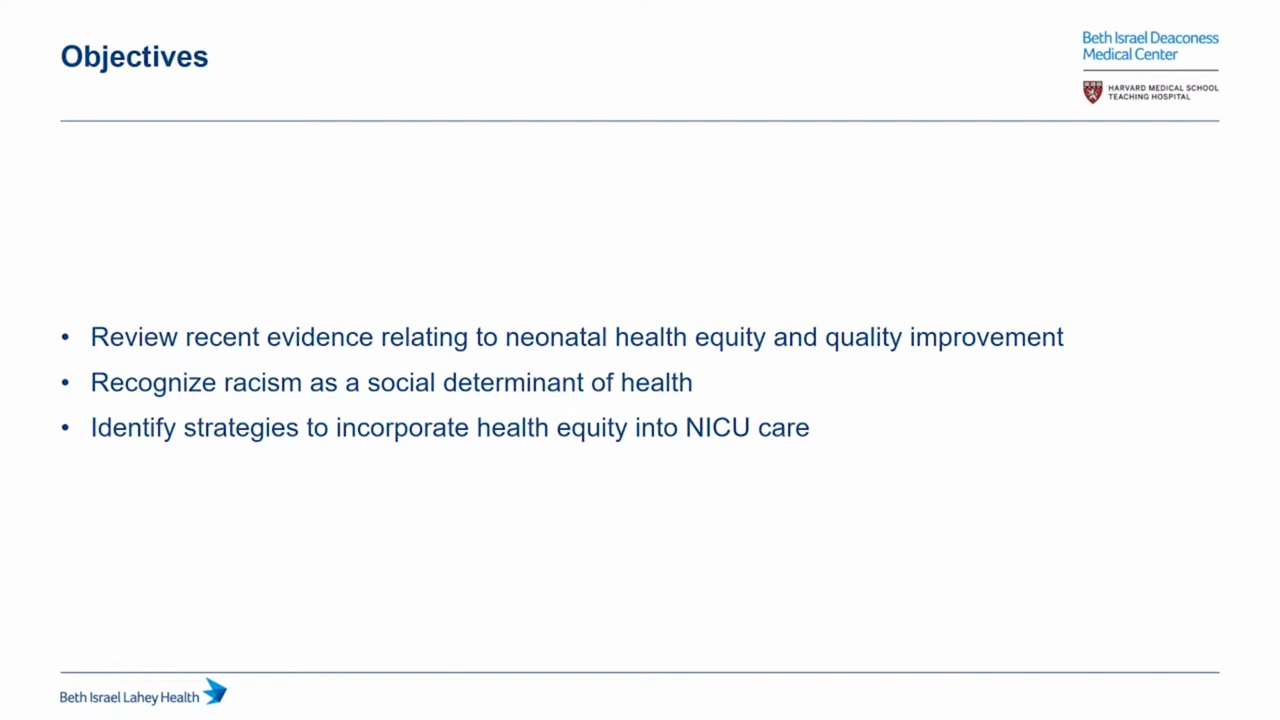 Objectives
Beth Israel Deaconess
Medical Center
HARVARD MEDICAL SCHOOL
TEACHING HOSPITAL
• Review recent evidence relating to neonatal health equity and quality improvement
• Recognize racism as a social determinant of health
• Identify strategies to incorporate health equity into NICU care
Beth Israel Lahey Health